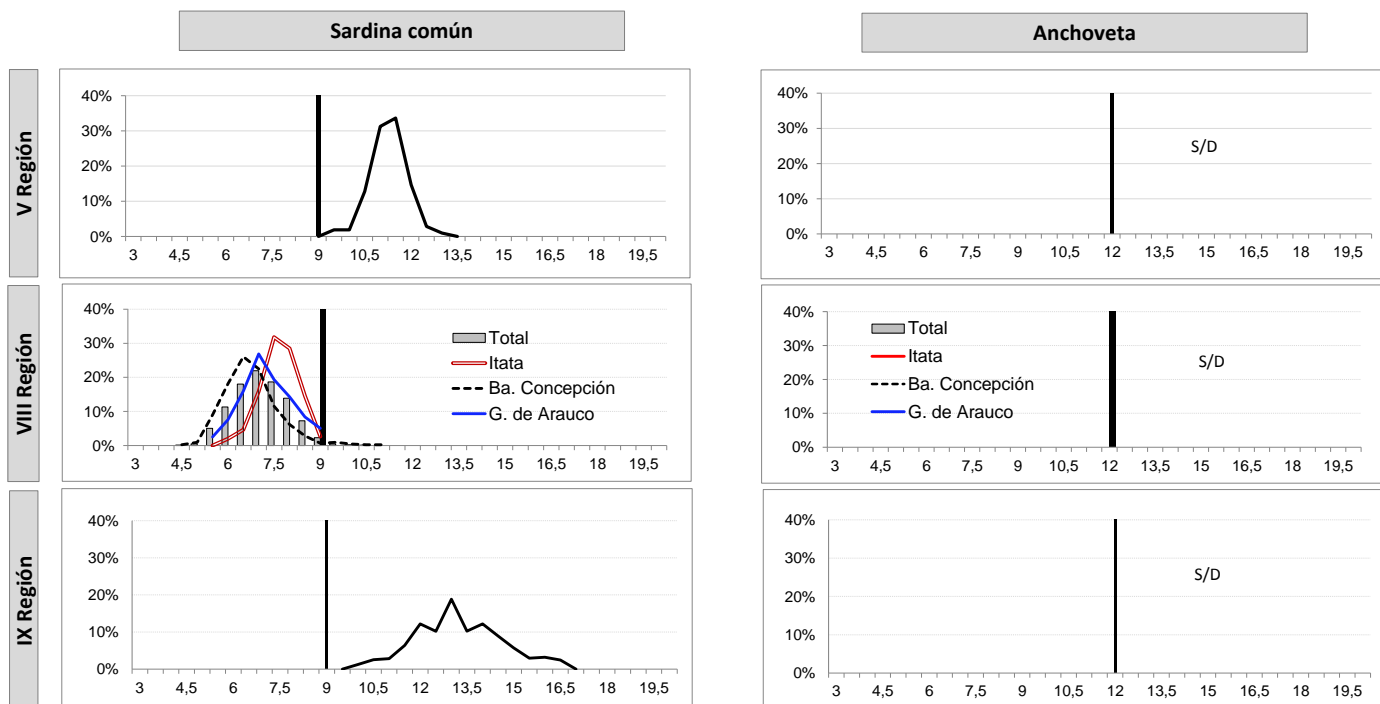 Sardina común
Anchoveta
V Región
40%
30%
20%
10%
0%
3 4,5 6 7,5 9 10,5 12 13,5 15 16,5 18 19,5
40%
30%
20%
10%
0%
S/D
3 4,5 6 7,5 9 10,5 12 13,5 15 16,5 18 19,5
VIII Región
40%
30%
20%
10%
0%
Total
Itata
Ba. Concepción
G. de Arauco
3 4,5 6 7,5 9 10,5 12 13,5 15 16,5 18 19,5
40%
30%
20%
10%
0%
Total
Itata
Ba. Concepción
G. de Arauco
S/D
3 4,5 6 7,5 9 10,5 12 13,5 15 16,5 18 19,5
IX Región
40%
30%
20%
10%
0%
3 4,5 6 7,5 9 10,5 12 13,5 15 16,5 18 19,5
40%
30%
20%
10%
0%
S/D
3 4,5 6 7,5 9 10,5 12 13,5 15 16,5 18 19,5